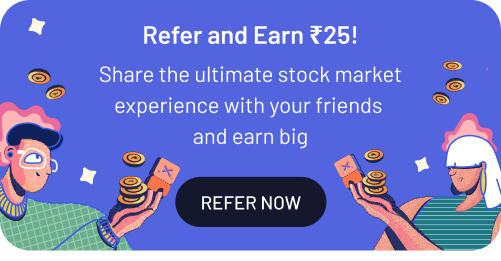 Refer and Earn ₹25!
Share the ultimate stock market
experience with your friends
and earn big
REFER NOW